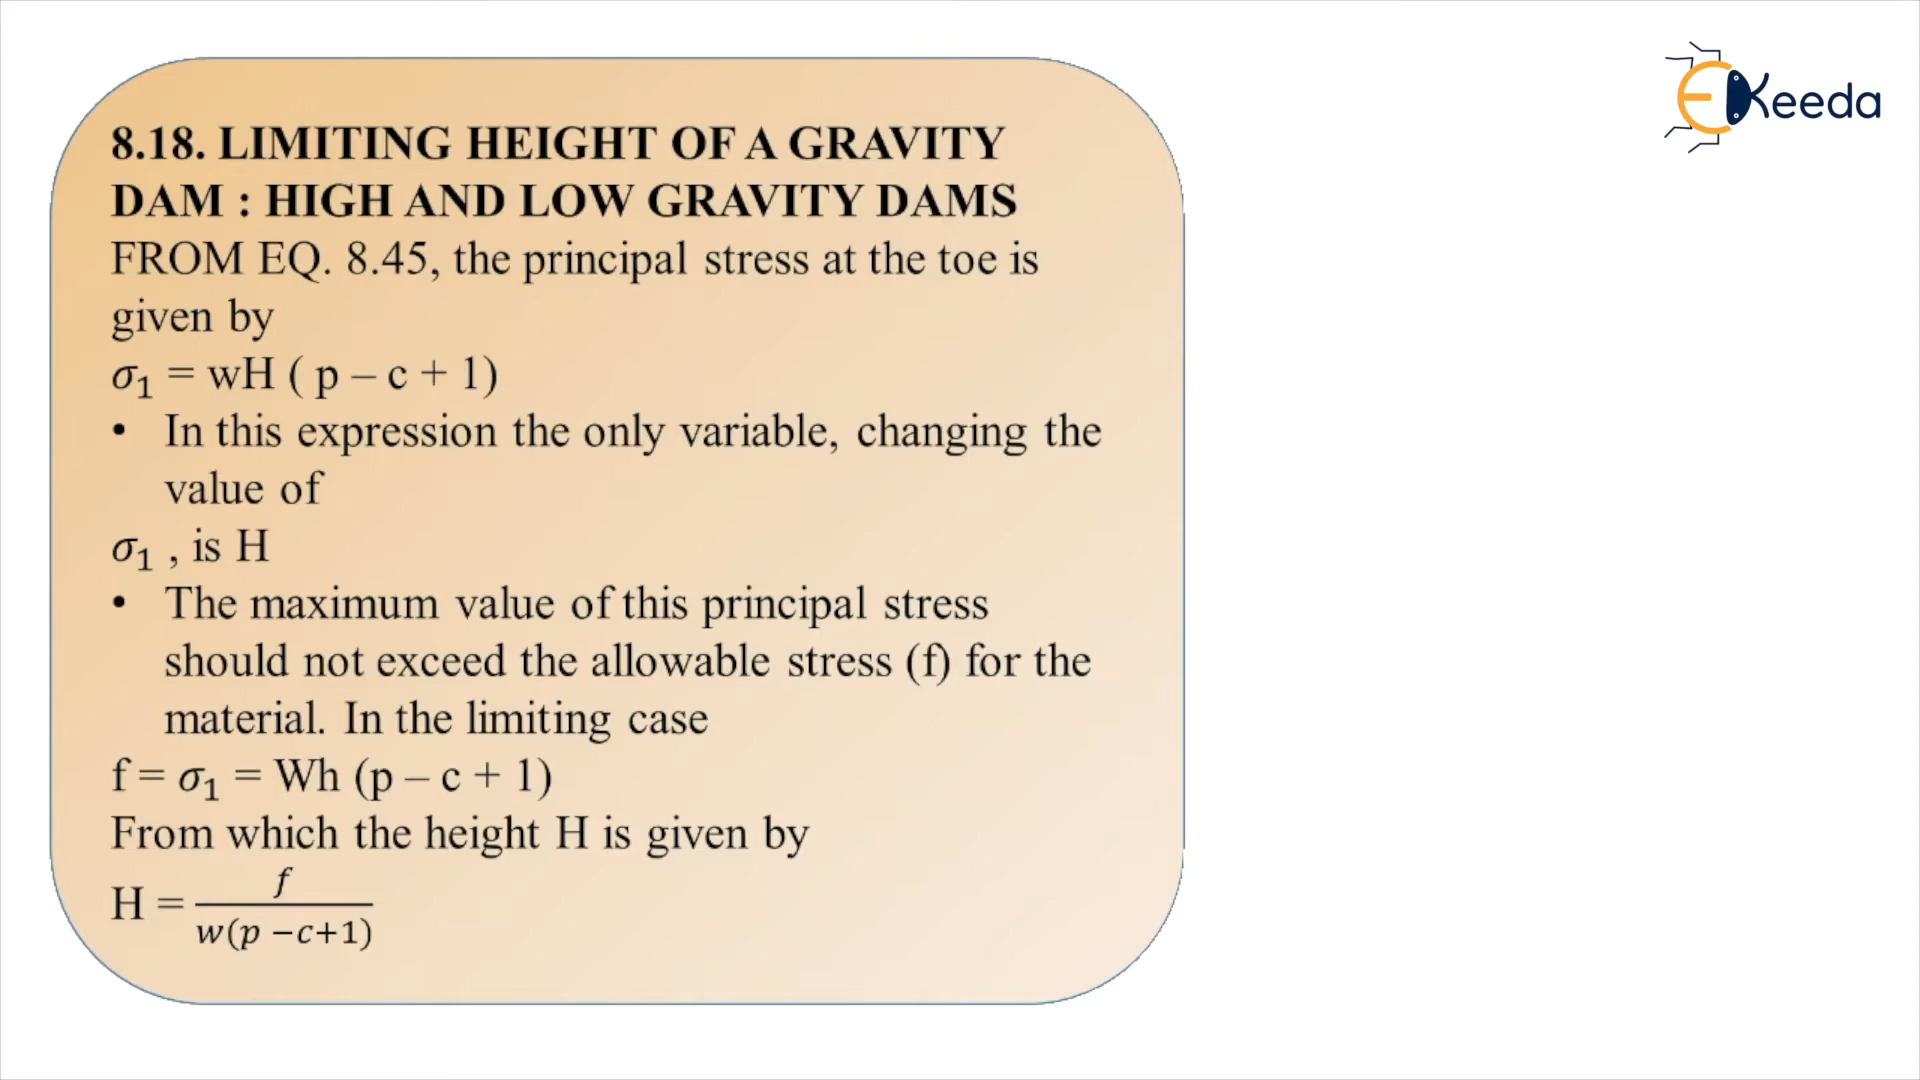 8.18. LIMITING HEIGHT OF A GRAVITY
DAM : HIGH AND LOW GRAVITY DAMS
FROM EQ. 8.45, the principal stress at the toe is
given by
σ₁ = wH ( p – c + 1)
• In this expression the only variable, changing the
value of
σ₁ , is H
• The maximum value of this principal stress
should not exceed the allowable stress (f) for the
material. In the limiting case
f = σ₁ = Wh (p – c + 1)
From which the height H is given by
H = f / w(p −c+1)
EKeeda